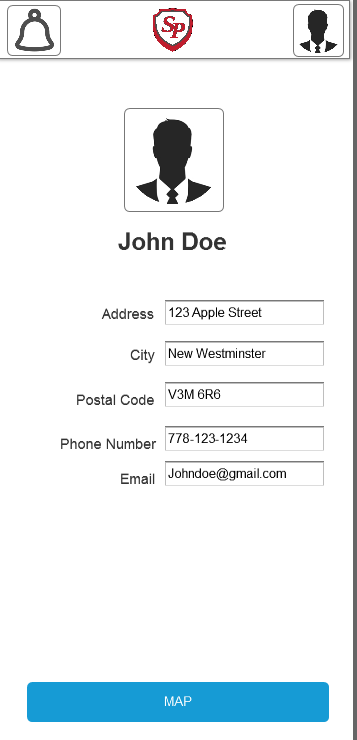 SP
John Doe
Address 123 Apple Street
City New Westminster
Postal Code V3M 6R6
Phone Number 778-123-1234
Email Johndoe@gmail.com
MAP